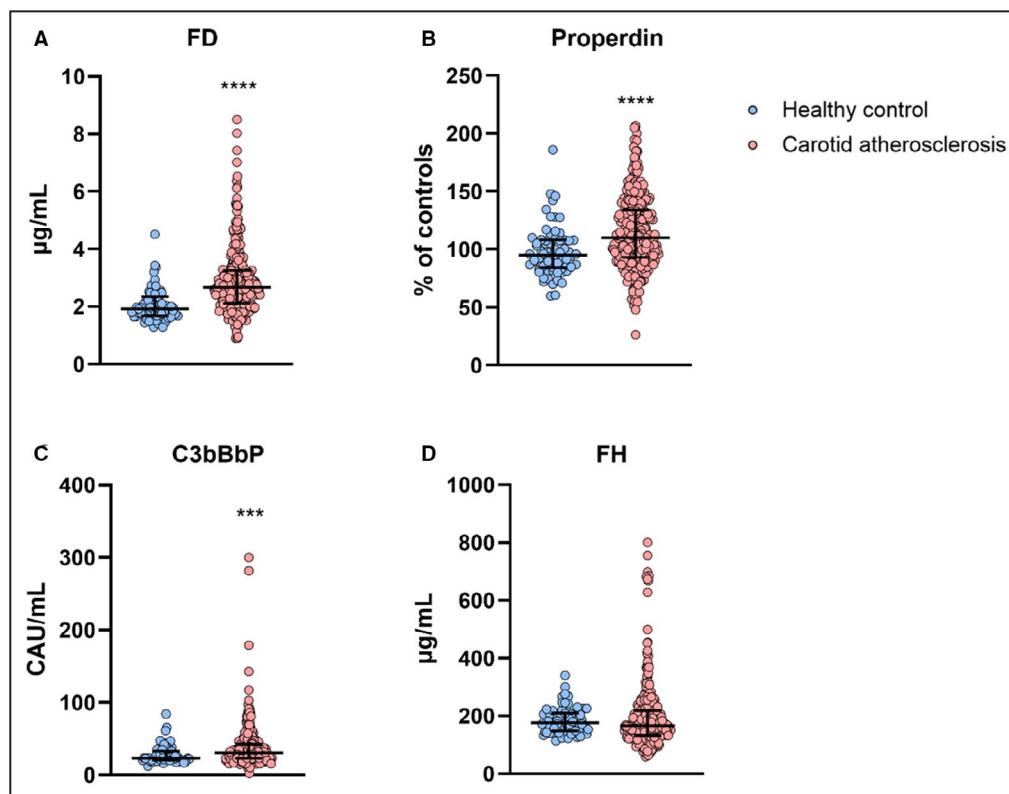 A
FD
****
10
8
6
4
2
0
µg/mL
B
Properdin
****
250
200
150
100
50
0
% of controls
Healthy control
Carotid atherosclerosis
C
C3bBbP
***
400
300
200
100
0
CAU/mL
D
FH
1000
800
600
400
200
0
µg/mL